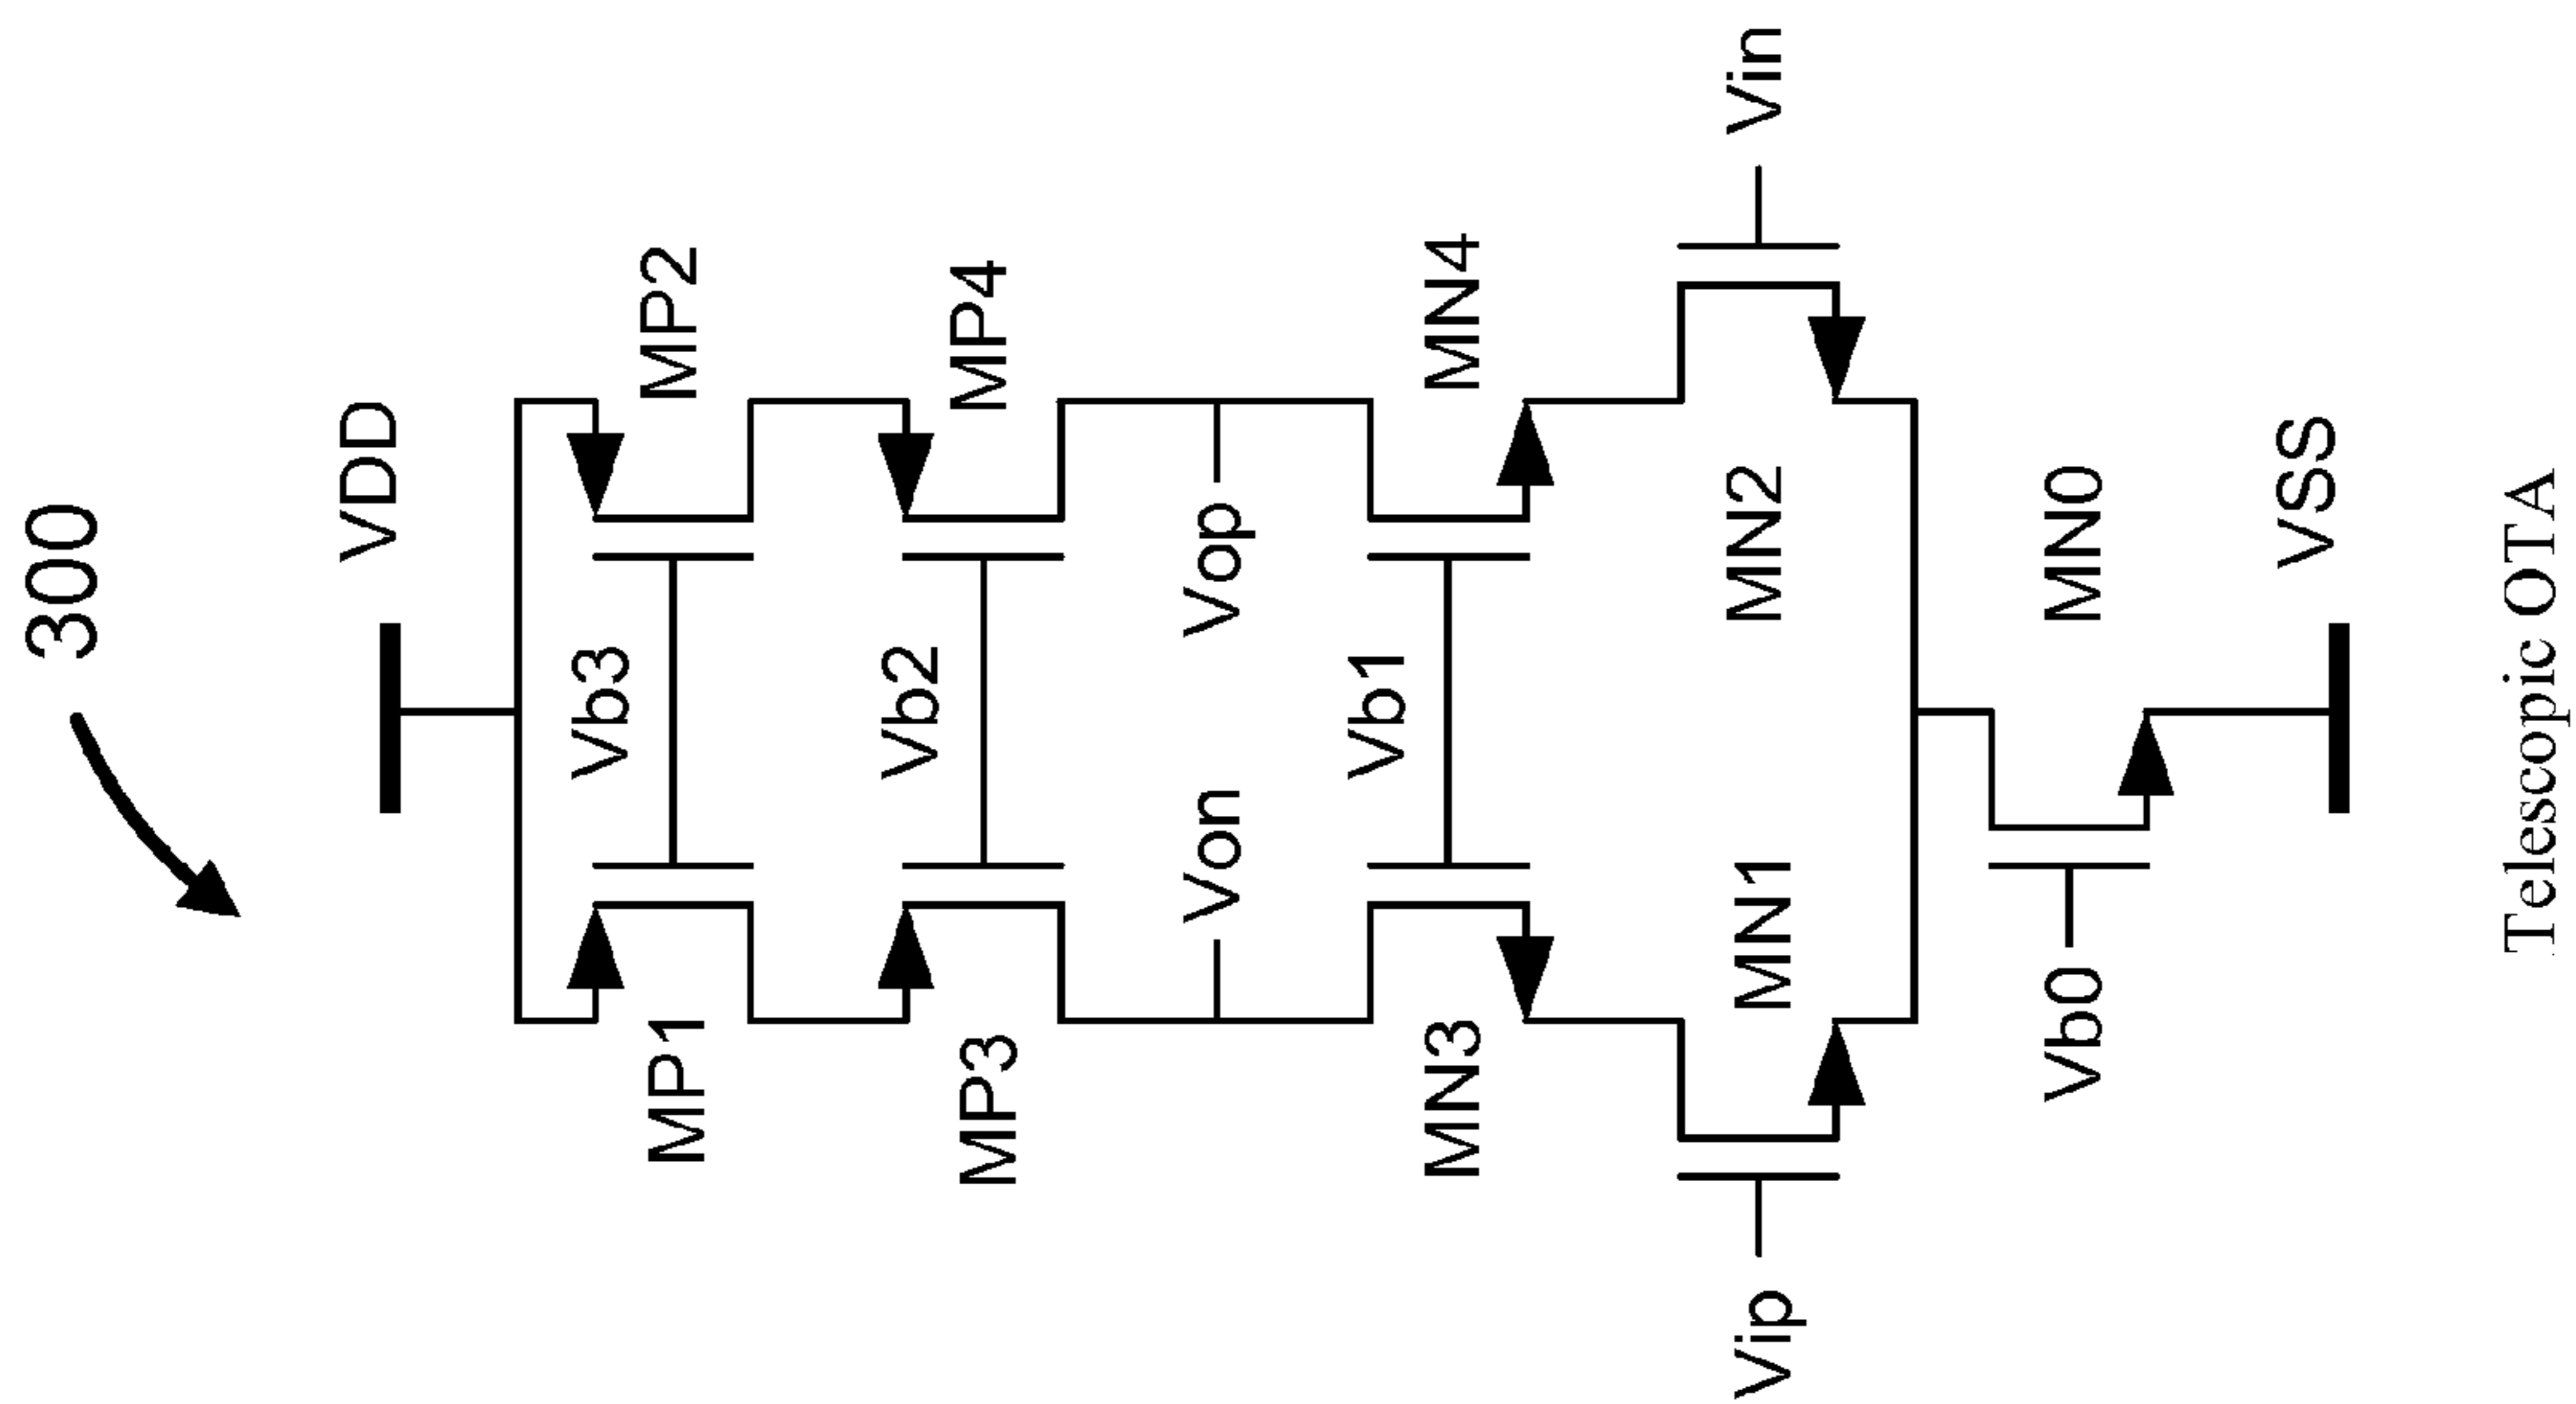 300
VDD
MP1
Vb3
MP2
MP3
Vb2
MP4
Von
Vop
MN3
Vb1
MN4
Vip
MN1
MN2
Vin
Vb0
MN0
VSS
Telescopic OTA